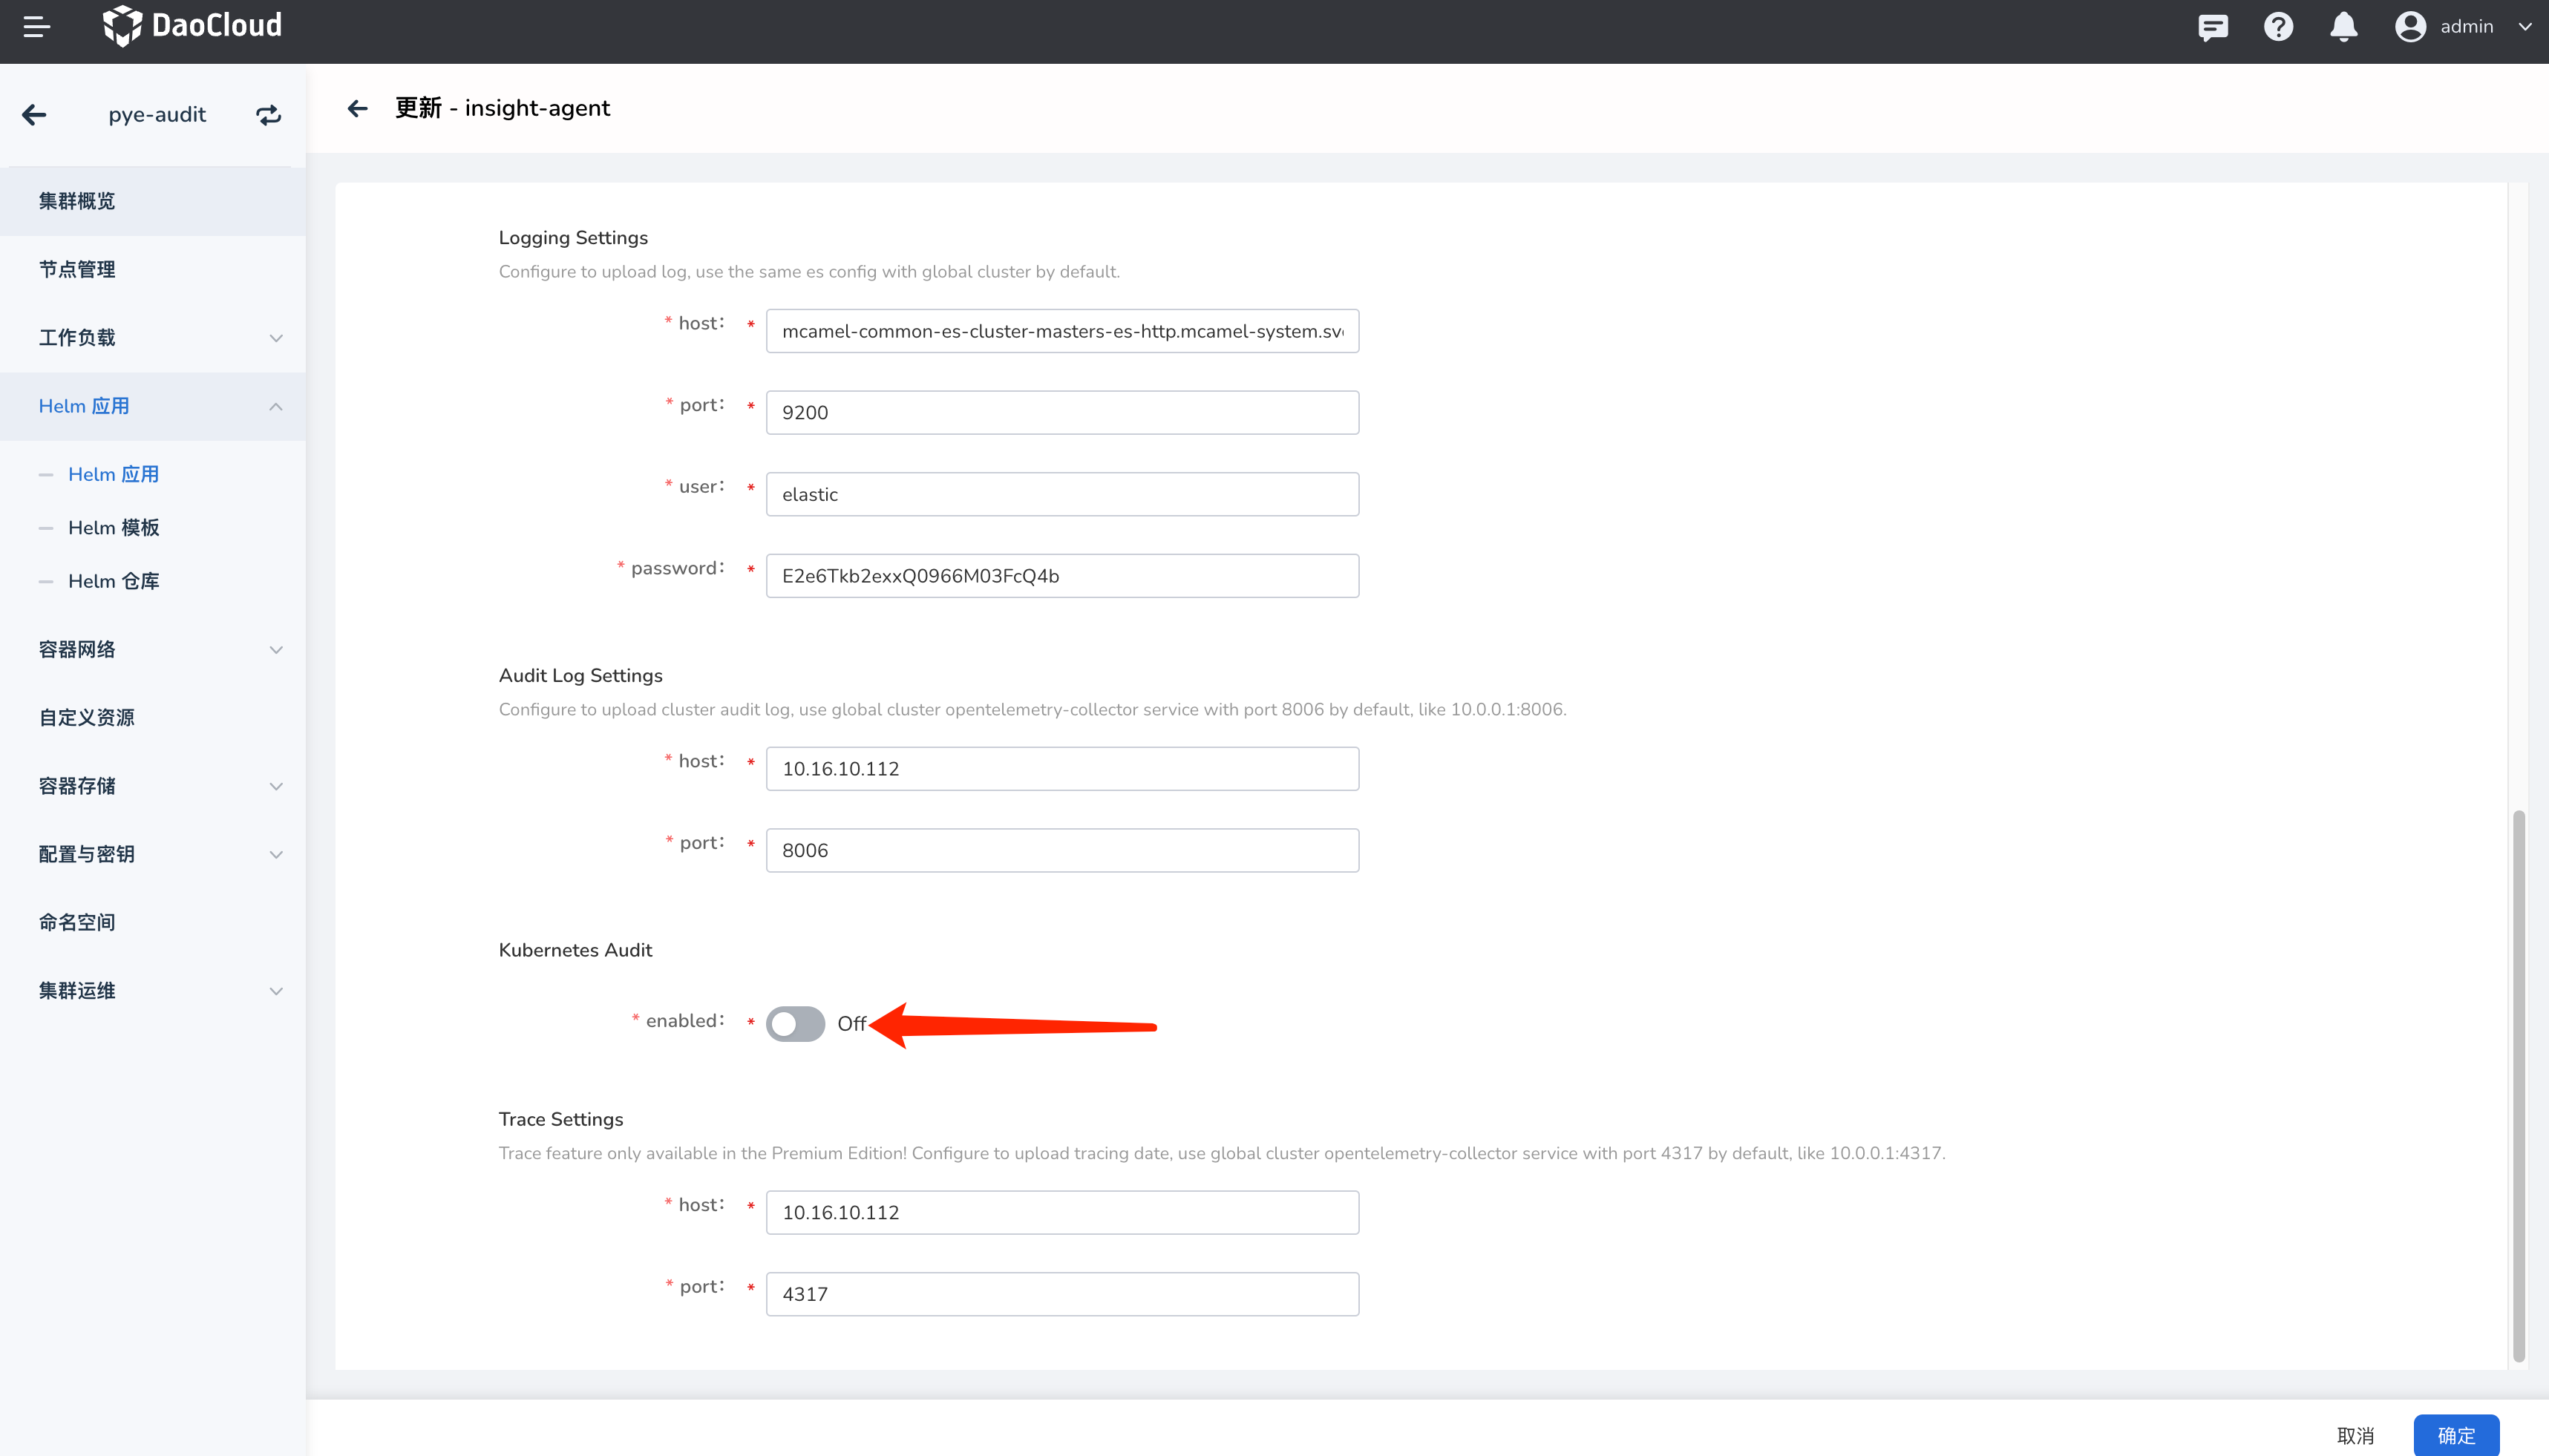 DaoCloud
admin
pye-audit
更新 - insight-agent
集群概览
节点管理
工作负载
Helm 应用
Helm 应用
Helm 模板
Helm 仓库
容器网络
自定义资源
容器存储
配置与密钥
命名空间
集群运维
Logging Settings
Configure to upload log, use the same es config with global cluster by default.
* host: * mcamel-common-es-cluster-masters-es-http.mcamel-system.sv
* port: * 9200
* user: * elastic
* password: * E2e6Tkb2exxQ0966M03FcQ4b
Audit Log Settings
Configure to upload cluster audit log, use global cluster opentelemetry-collector service with port 8006 by default, like 10.0.0.1:8006.
* host: * 10.16.10.112
* port: * 8006
Kubernetes Audit
* enabled: * Off
Trace Settings
Trace feature only available in the Premium Edition! Configure to upload tracing date, use global cluster opentelemetry-collector service with port 4317 by default, like 10.0.0.1:4317.
* host: * 10.16.10.112
* port: * 4317
取消
确定